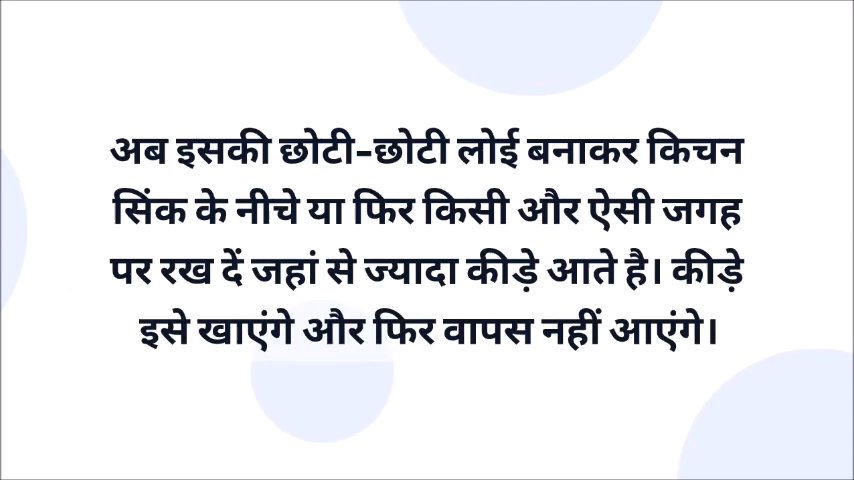 अब इसकी छोटी-छोटी लोई बनाकर किचन
सिंक के नीचे या फिर किसी और ऐसी जगह
पर रख दें जहां से ज्यादा कीड़े आते है। कीड़े
इसे खाएंगे और फिर वापस नहीं आएंगे।